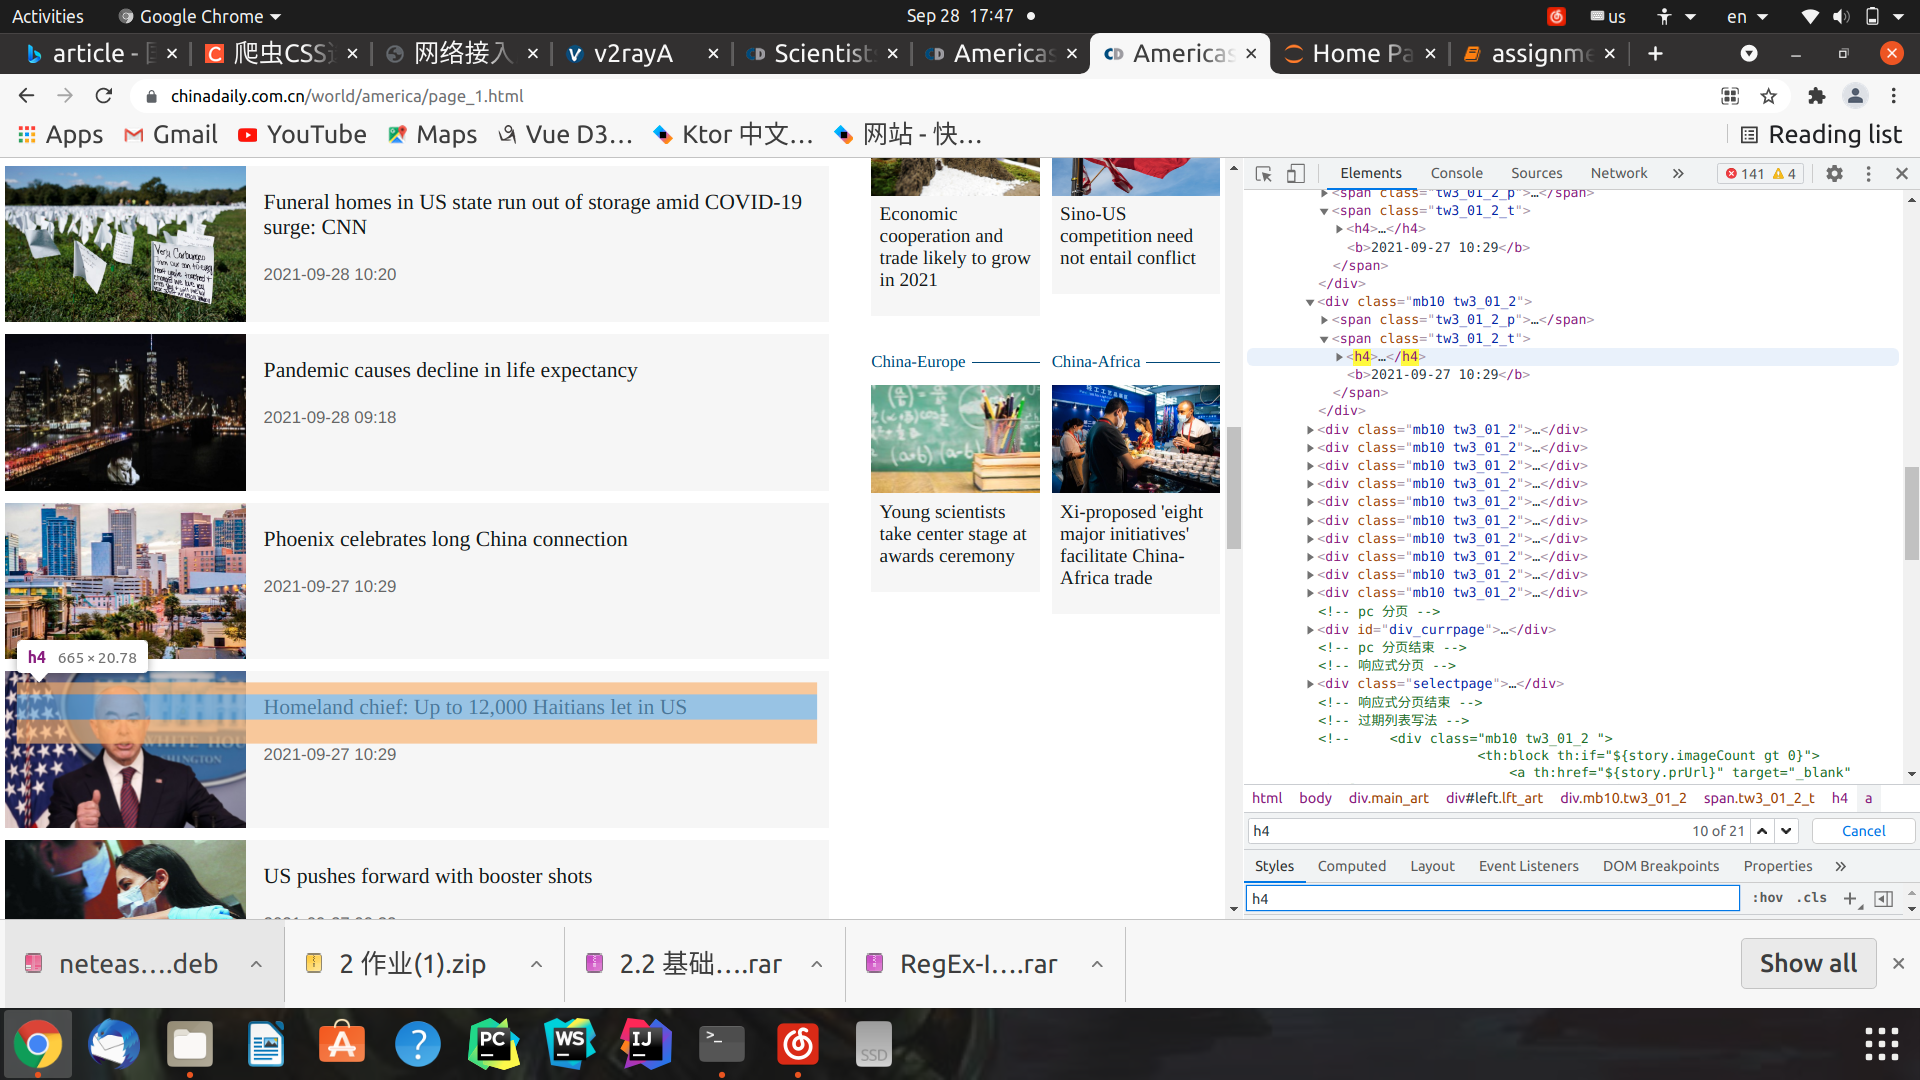 Activities
Google Chrome
Sep 28 17:47
us
en
article -
爬虫CSS
网络接入
v2rayA
Scientist
Americas
Americas
Home Pa
assignme
chinadaily.com.cn/world/america/page_1.html
Apps
Gmail
YouTube
Maps
Vue D3...
Ktor 中文...
网站 - 快...
Reading list
Funeral homes in US state run out of storage amid COVID-19
surge: CNN
2021-09-28 10:20
Pandemic causes decline in life expectancy
2021-09-28 09:18
Phoenix celebrates long China connection
2021-09-27 10:29
h4 665 × 20.78
Homeland chief: Up to 12,000 Haitians let in US
2021-09-27 10:29
US pushes forward with booster shots
Economic
cooperation and
trade likely to grow
in 2021
Sino-US
competition need
not entail conflict
China-Europe
China-Africa
Young scientists
take center stage at
awards ceremony
Xi-proposed 'eight
major initiatives'
facilitate China-
Africa trade
Elements
Console
Sources
Network
141
4
<span class="tw3_01_2_p">…</span>
<span class="tw3_01_2_t">
<h4>…</h4>
<b>2021-09-27 10:29</b>
</span>
</div>
<div class="mb10 tw3_01_2">
<span class="tw3_01_2_p">…</span>
<span class="tw3_01_2_t">
<h4>…</h4>
<b>2021-09-27 10:29</b>
</span>
</div>
<div class="mb10 tw3_01_2">…</div>
<div class="mb10 tw3_01_2">…</div>
<div class="mb10 tw3_01_2">…</div>
<div class="mb10 tw3_01_2">…</div>
<div class="mb10 tw3_01_2">…</div>
<div class="mb10 tw3_01_2">…</div>
<div class="mb10 tw3_01_2">…</div>
<div class="mb10 tw3_01_2">…</div>
<div class="mb10 tw3_01_2">…</div>
<div class="mb10 tw3_01_2">…</div>
<!-- pc 分页 -->
<div id="div_currpage">…</div>
<!-- pc 分页结束 -->
<!-- 响应式分页 -->
<div class="selectpage">…</div>
<!-- 响应式分页结束 -->
<!-- 过期列表写法 -->
<!-- <div class="mb10 tw3_01_2 ">
<th:block th:if="${story.imageCount gt 0}">
<a th:href="${story.prUrl}" target="_blank"
html body div.main_art div#left.lft_art div.mb10.tw3_01_2 span.tw3_01_2_t h4 a
h4
10 of 21
Cancel
Styles
Computed
Layout
Event Listeners
DOM Breakpoints
Properties
h4
:hov
.cls
neteas....deb
2 作业(1).zip
2.2 基础....rar
RegEx-I....rar
Show all
PC
WS
IJ
SSD